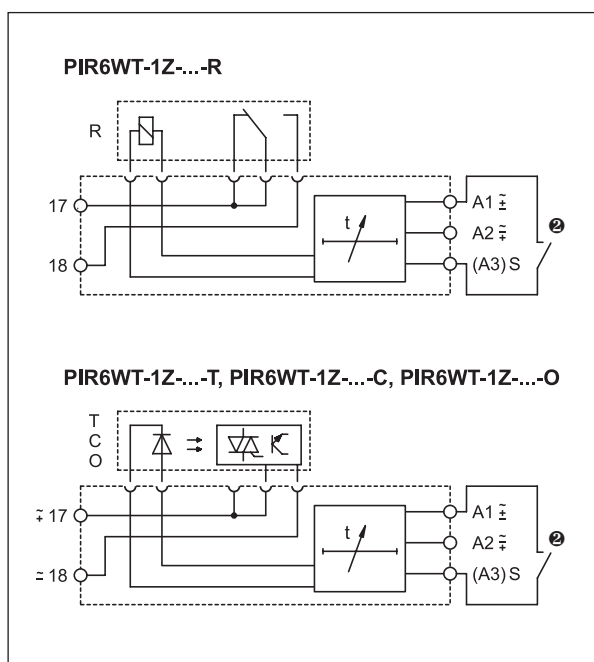 PIR6WT-1Z-...-R
R
17
18
t
A1 ≂ ±
A2 ≂ ∓
(A3) S
❷
PIR6WT-1Z-...-T, PIR6WT-1Z-...-C, PIR6WT-1Z-...-O
T
C
O
~ + 17
~ − 18
t
A1 ≂ ±
A2 ≂ ∓
(A3) S
❷